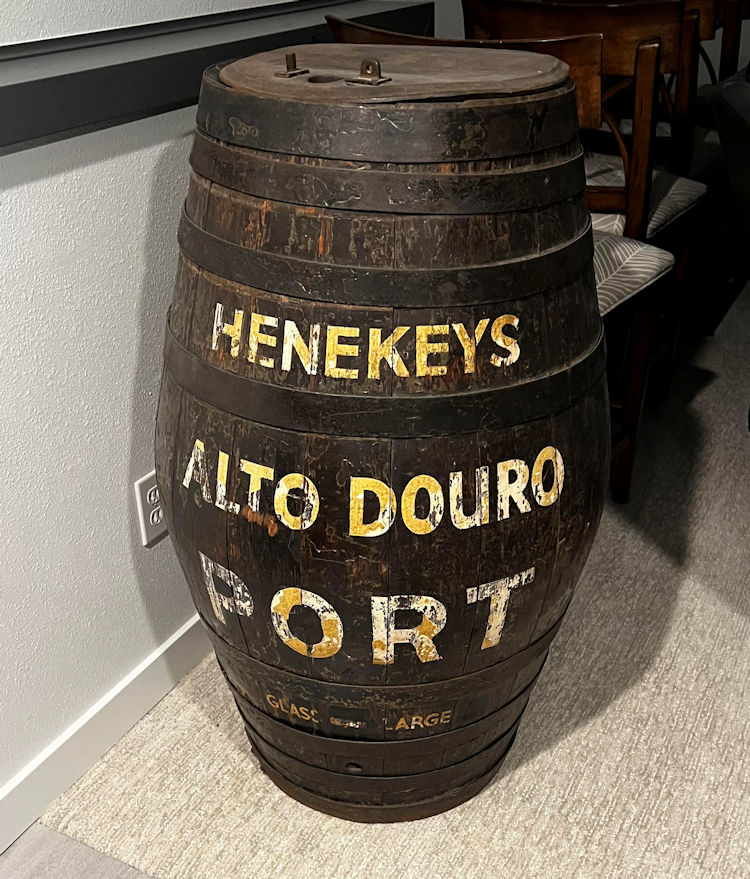 HENEKEYS
ALTO DOURO
PORT
GLASS LARGE